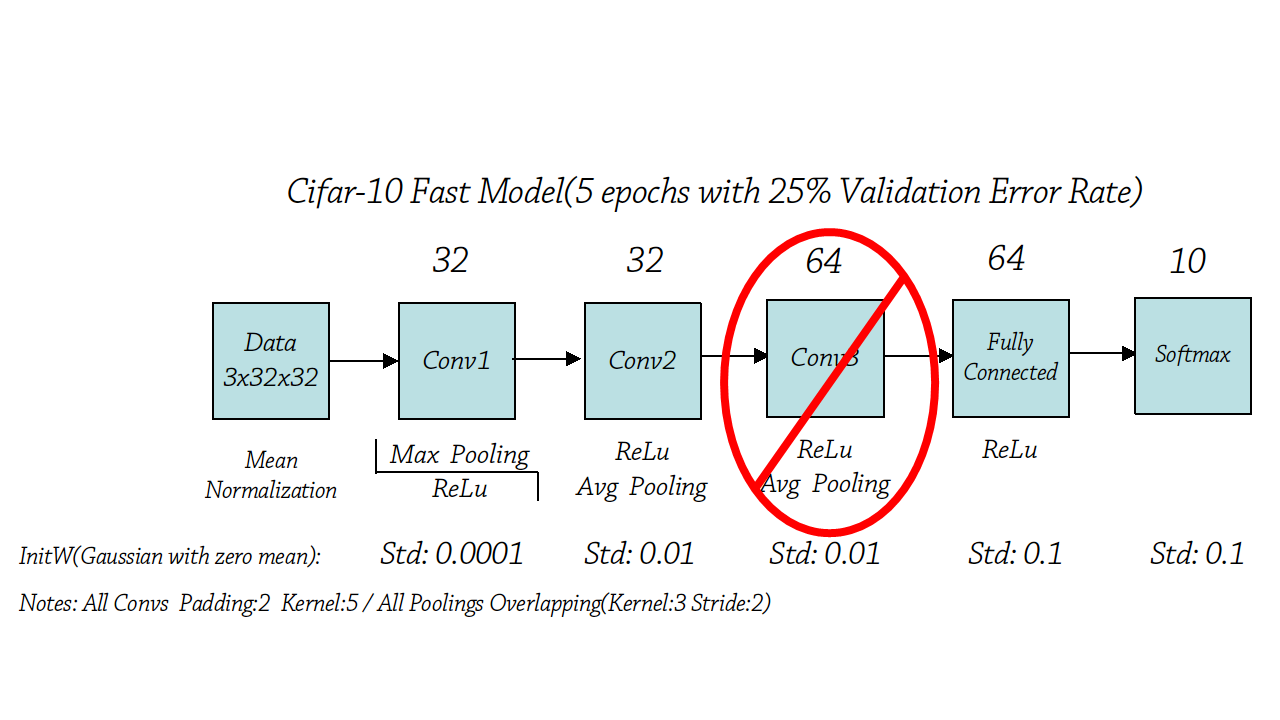 Cifar-10 Fast Model(5 epochs with 25% Validation Error Rate)
32
32
64
64
10
Data
3x32x32
Conv1
Conv2
Conv3
Fully
Connected
Softmax
Mean
Normalization
Max Pooling
ReLu
ReLu
Avg Pooling
ReLu
Avg Pooling
ReLu
InitW(Gaussian with zero mean):
Std: 0.0001
Std: 0.01
Std: 0.01
Std: 0.1
Std: 0.1
Notes: All Convs Padding:2 Kernel:5 / All Poolings Overlapping(Kernel:3 Stride:2)